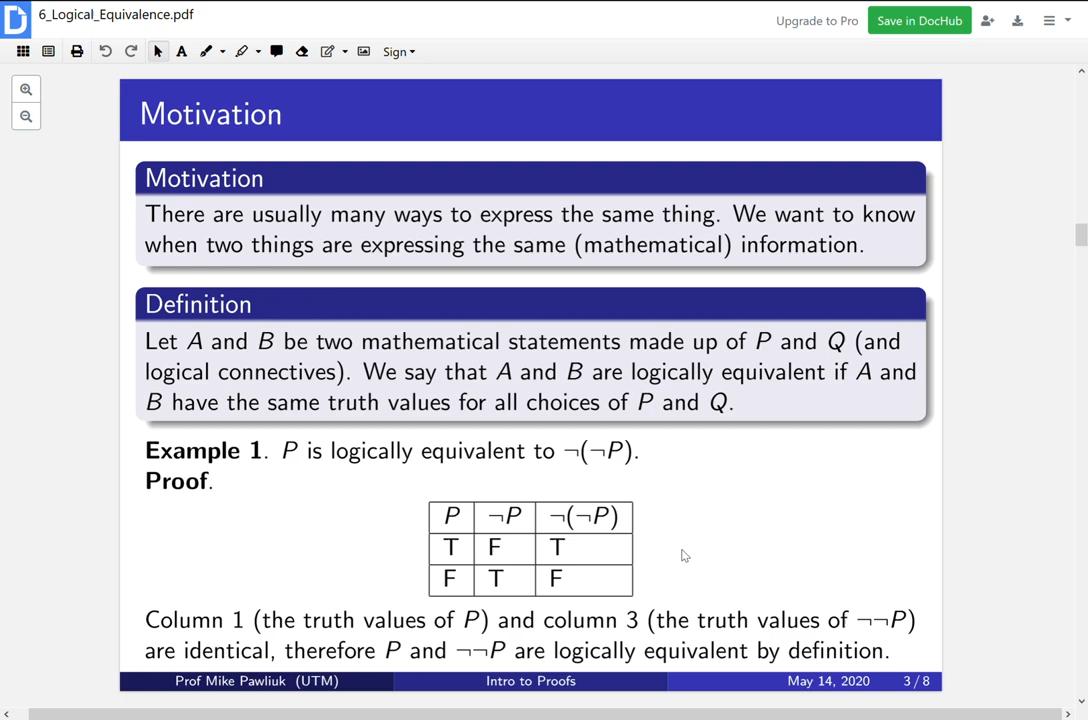 6_Logical_Equivalence.pdf
Upgrade to Pro
Save in DocHub
A
Sign
Motivation
Motivation
There are usually many ways to express the same thing. We want to know
when two things are expressing the same (mathematical) information.
Definition
Let A and B be two mathematical statements made up of P and Q (and
logical connectives). We say that A and B are logically equivalent if A and
B have the same truth values for all choices of P and Q.
Example 1. P is logically equivalent to ¬(¬P).
Proof.
P ¬P ¬(¬P)
T F T
F T F
Column 1 (the truth values of P) and column 3 (the truth values of ¬¬P)
are identical, therefore P and ¬¬P are logically equivalent by definition.
Prof Mike Pawliuk (UTM) Intro to Proofs May 14, 2020 3 / 8